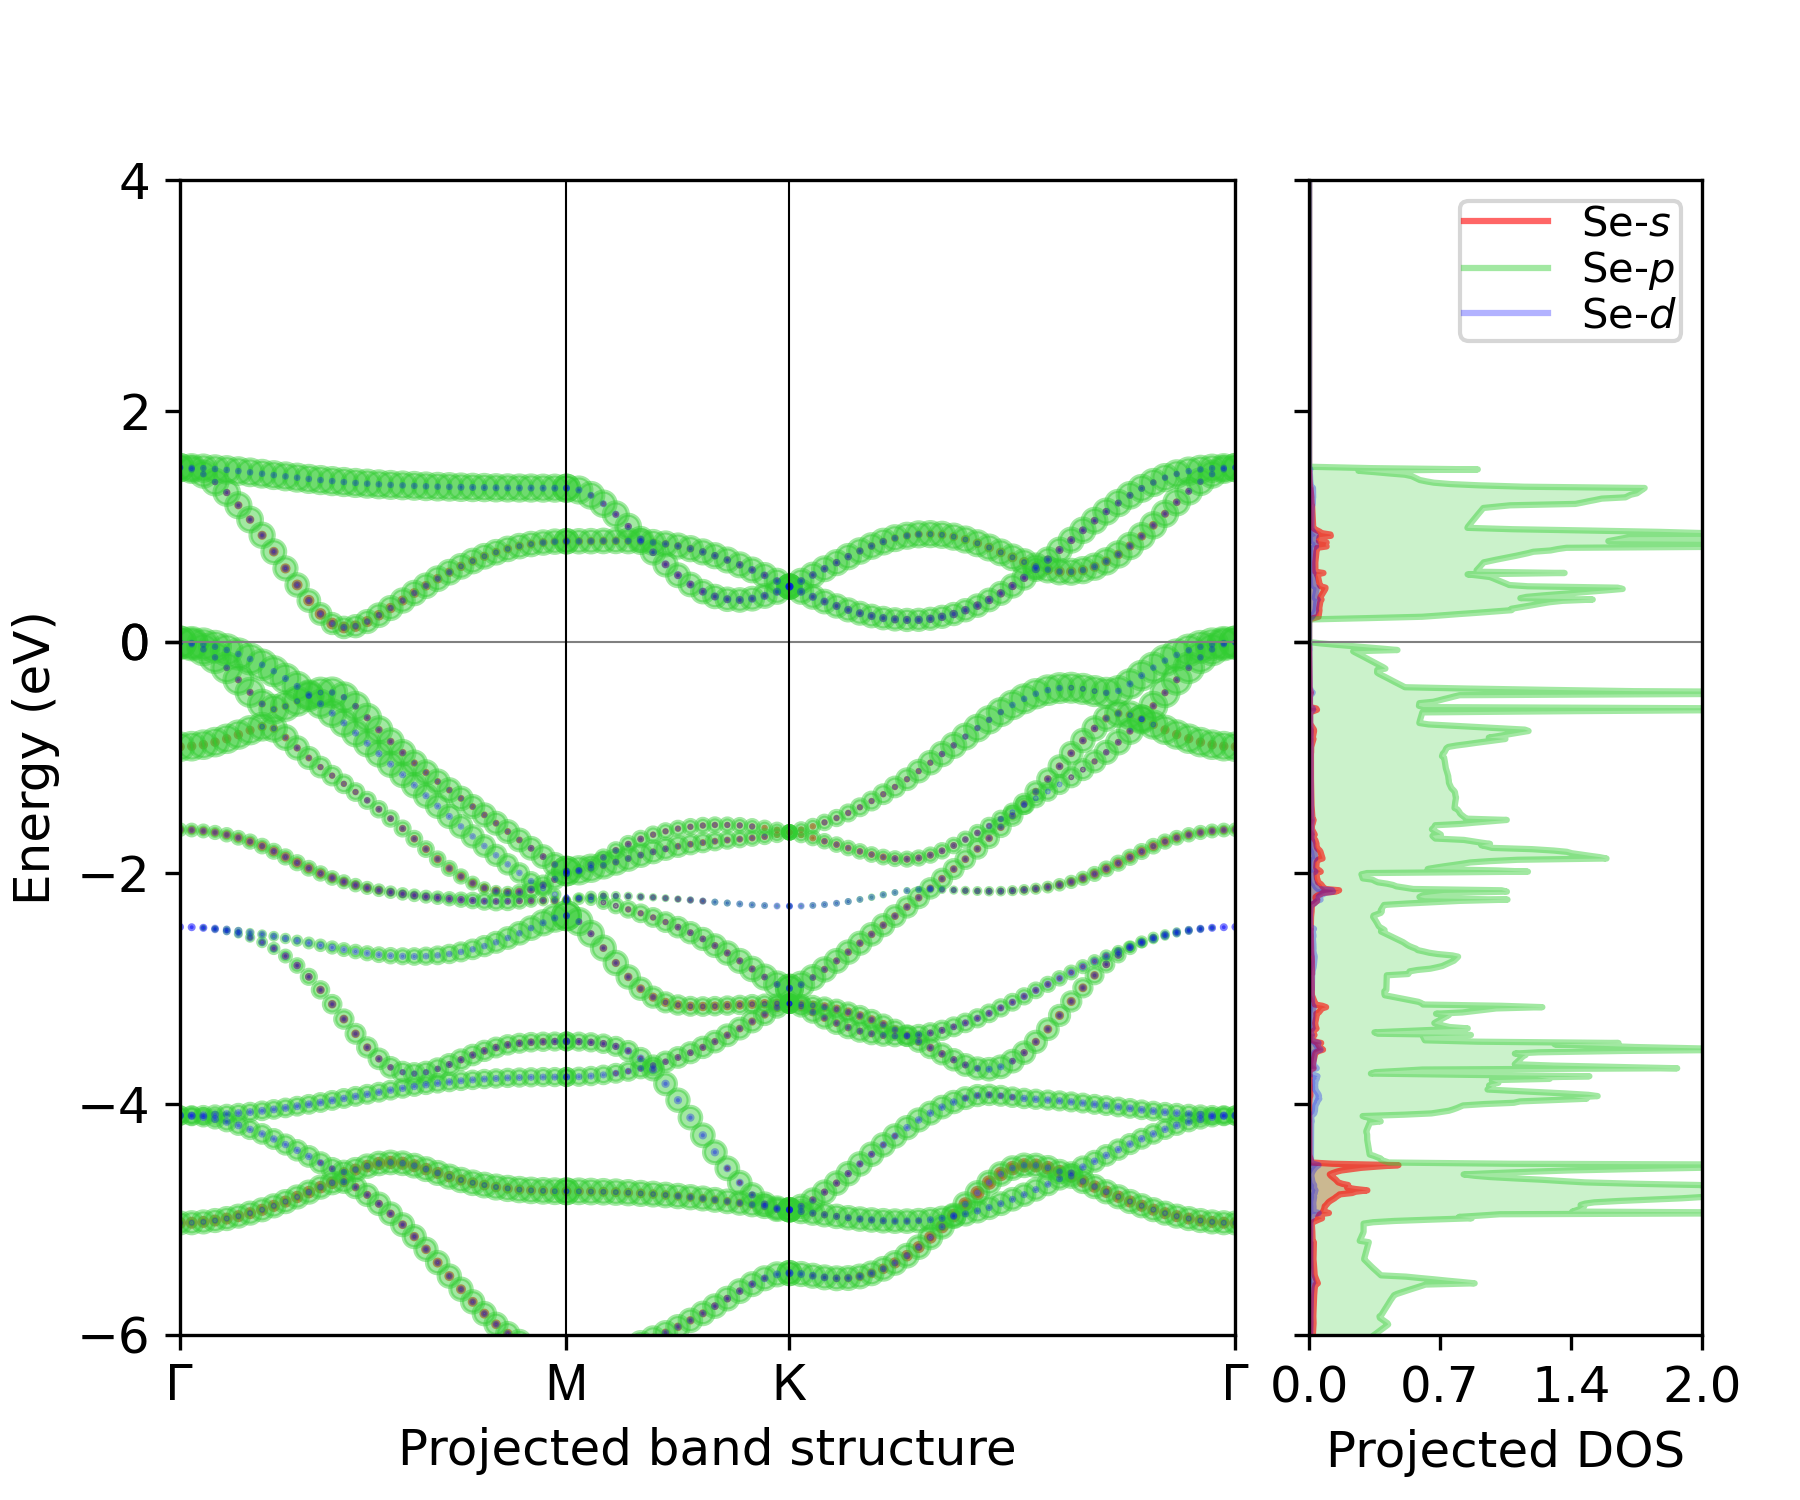 4
2
0
−2
−4
−6
Energy (eV)
Γ M K Γ
Projected band structure
Se-s
Se-p
Se-d
0.0 0.7 1.4 2.0
Projected DOS